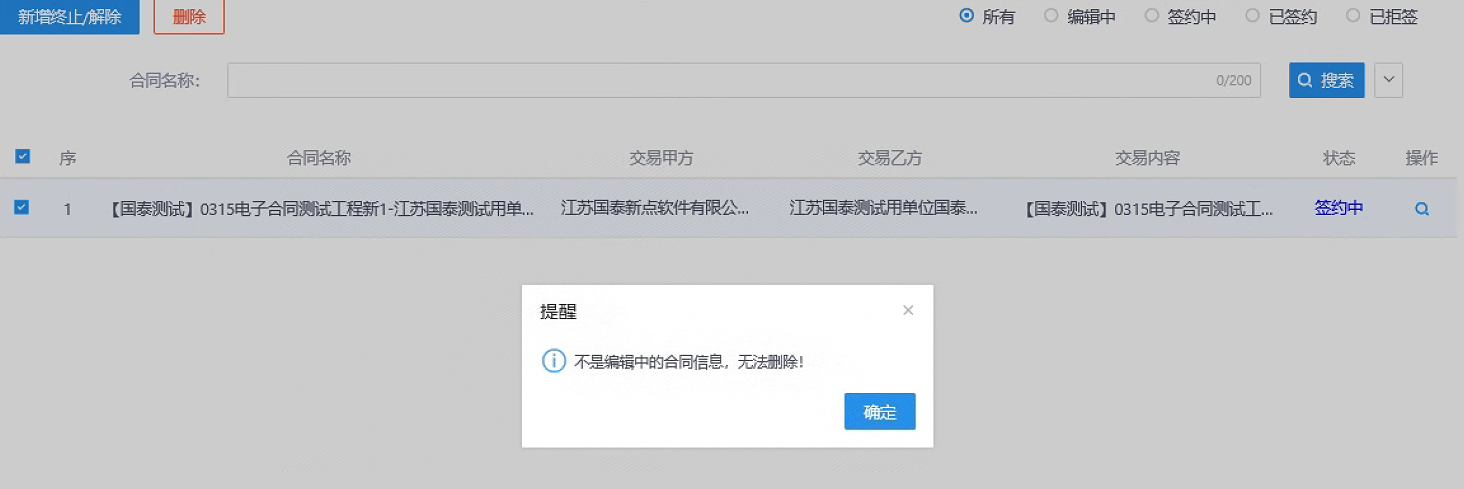 新增终止/解除 删除 所有 编辑中 签约中 已签约 已拒签
合同名称: 0/200 搜索
序 合同名称 交易甲方 交易乙方 交易内容 状态 操作
1 【国泰测试】0315电子合同测试工程新1-江苏国泰测试用单... 江苏国泰新点软件有限公... 江苏国泰测试用单位国泰... 【国泰测试】0315电子合同测试工... 签约中
提醒
不是编辑中的合同信息，无法删除！
确定